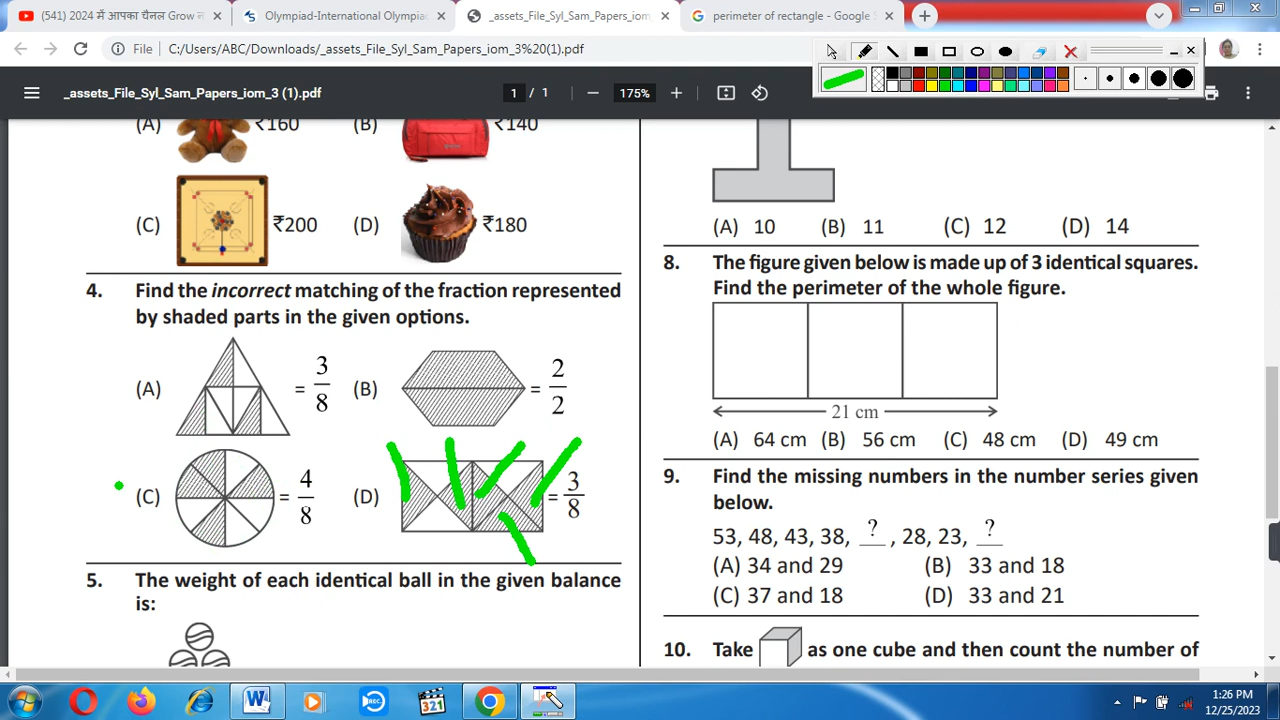 (541) 2024 में आपका चैनल Grow
Olympiad-International Olympiad
_assets_File_Syl_Sam_Papers_iom_
perimeter of rectangle - Google S
File
C:/Users/ABC/Downloads/_assets_File_Syl_Sam_Papers_iom_3%20(1).pdf
_assets_File_Syl_Sam_Papers_iom_3 (1).pdf
1 / 1
175%
(A) ₹160 (B) ₹140
(C) ₹200 (D) ₹180
4. Find the incorrect matching of the fraction represented
by shaded parts in the given options.
(A) = 3/8 (B) = 2/2
(C) = 4/8 (D) = 3/8
5. The weight of each identical ball in the given balance
is:
(A) 10 (B) 11 (C) 12 (D) 14
8. The figure given below is made up of 3 identical squares.
Find the perimeter of the whole figure.
21 cm
(A) 64 cm (B) 56 cm (C) 48 cm (D) 49 cm
9. Find the missing numbers in the number series given
below.
53, 48, 43, 38, ? , 28, 23, ?
(A) 34 and 29 (B) 33 and 18
(C) 37 and 18 (D) 33 and 21
10. Take as one cube and then count the number of
REC
321
1:26 PM
12/25/2023